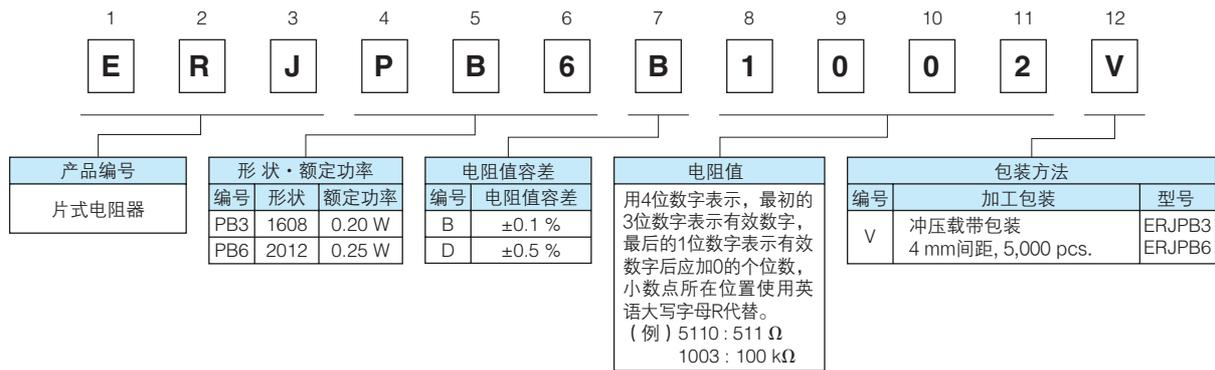 1 2 3 4 5 6 7 8 9 10 11 12
E R J P B 6 B 1 0 0 2 V
产品编号
片式电阻器
形 状・额定功率
编号 形状 额定功率
PB3 1608 0.20 W
PB6 2012 0.25 W
电阻值容差
编号 电阻值容差
B ±0.1 %
D ±0.5 %
电阻值
用4位数字表示，最初的
3位数字表示有效数字，
最后的1位数字表示有效
数字后应加0的个位数，
小数点所在位置使用英
语大写字母R代替。
（例）5110 : 511 Ω
1003 : 100 kΩ
包装方法
编号 加工包装 型号
V 冲压载带包装 ERJPB3
4 mm间距, 5,000 pcs. ERJPB6